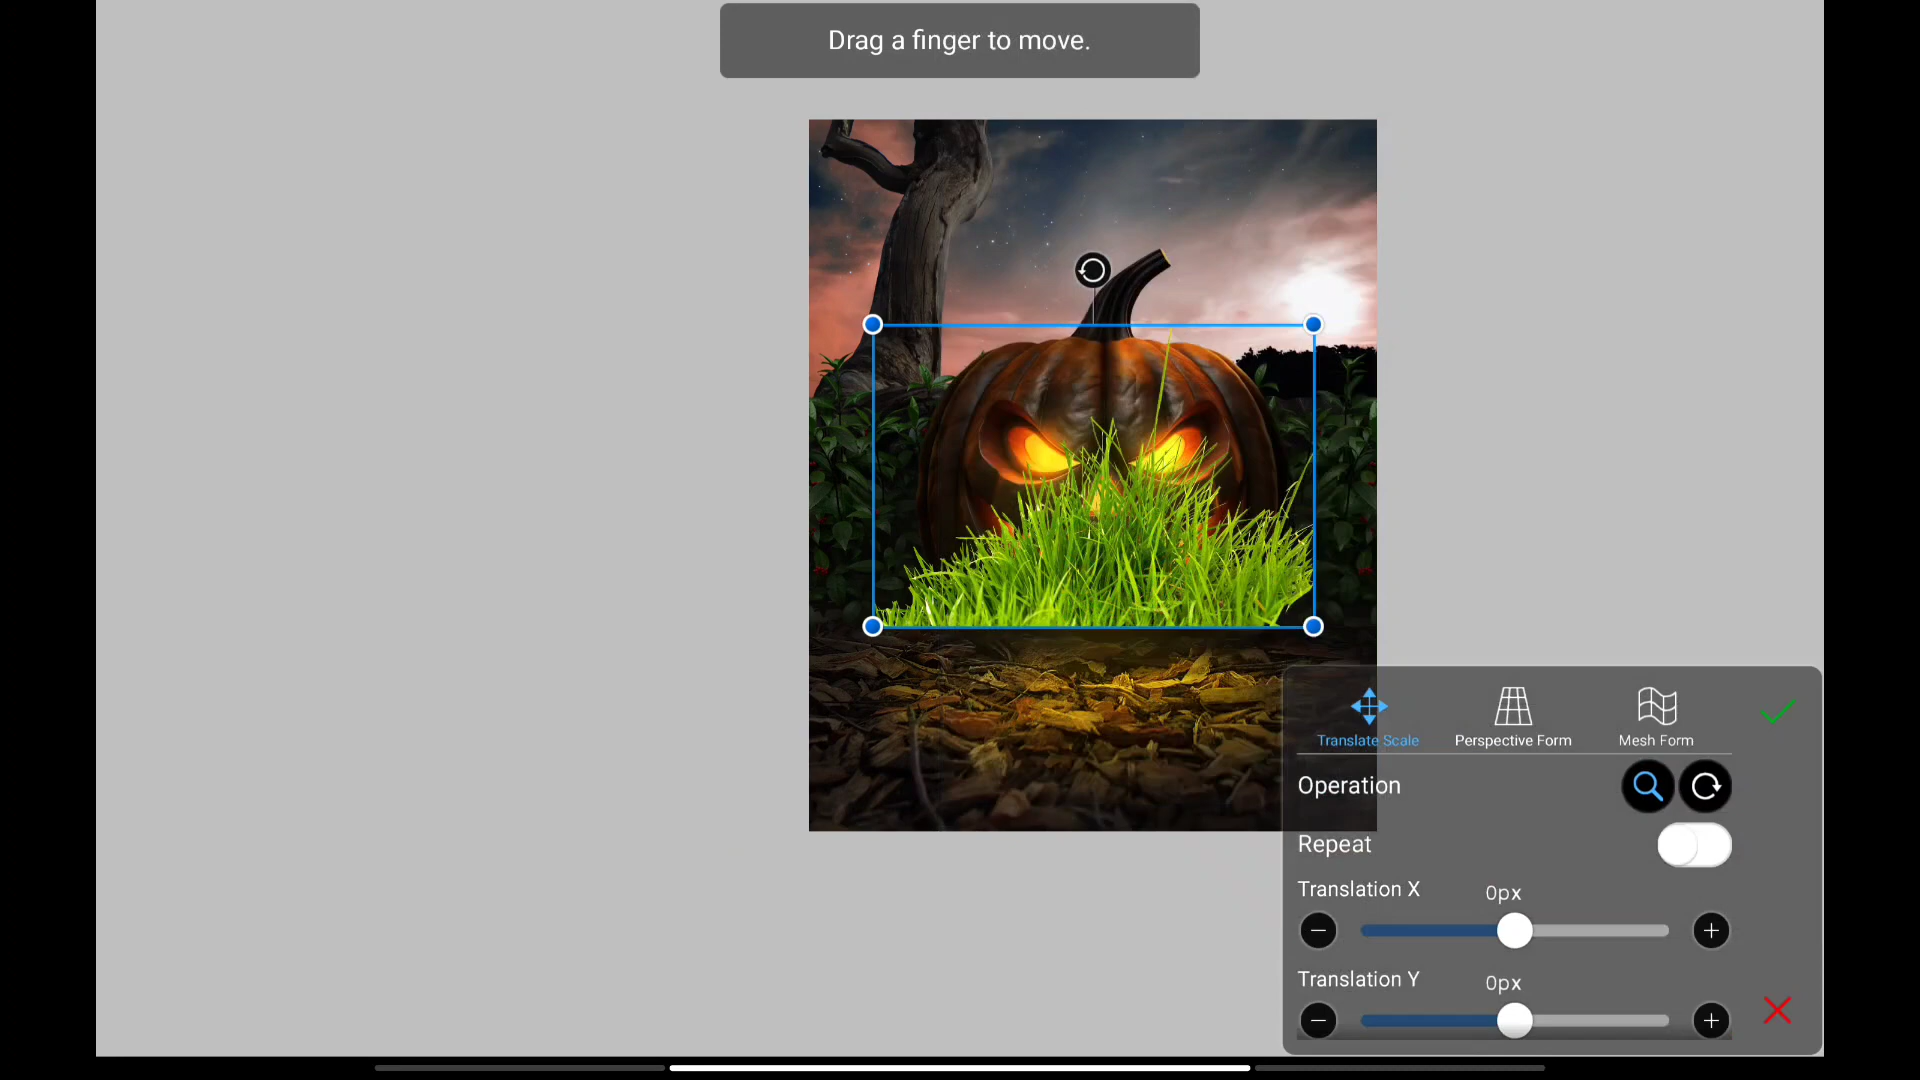 Drag a finger to move.
Translate Scale
Perspective Form
Mesh Form
Operation
Repeat
Translation X
0px
Translation Y
0px